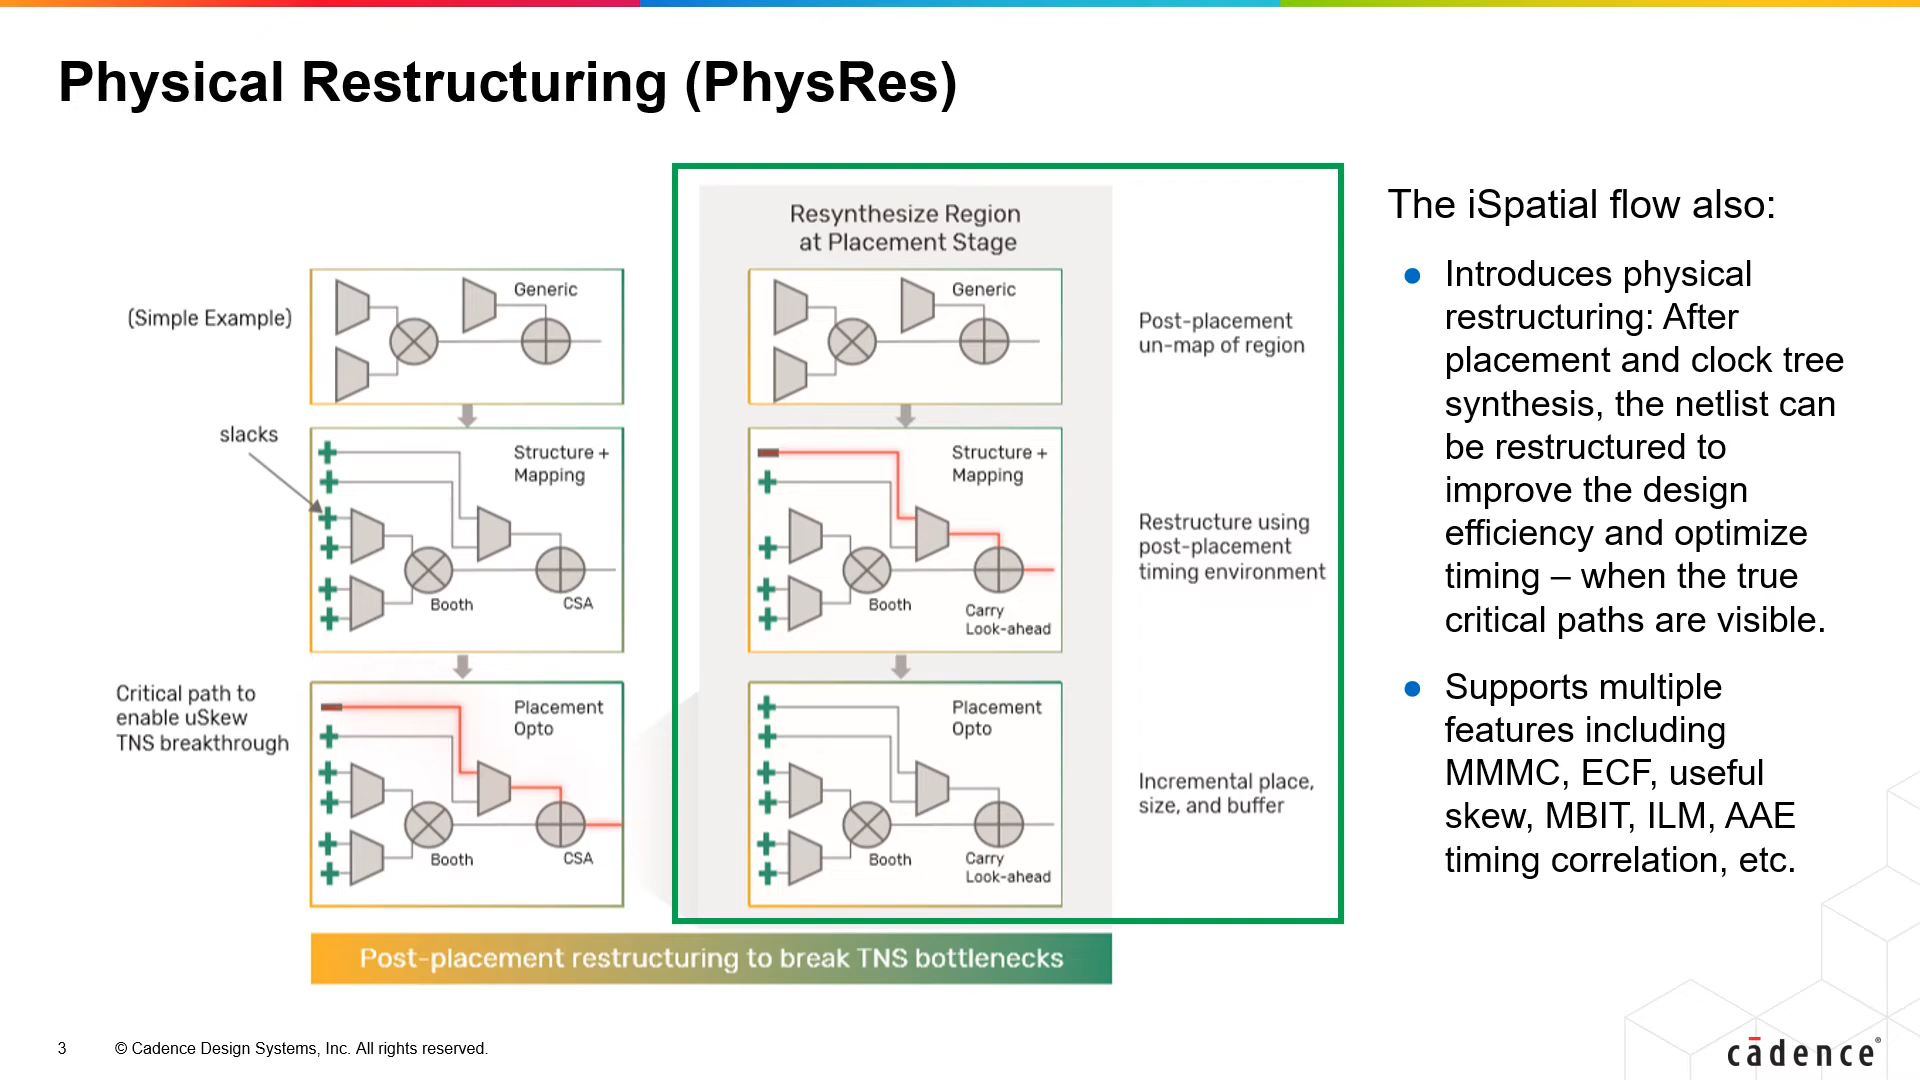 Physical Restructuring (PhysRes)
(Simple Example)
Generic
slacks
Structure +
Mapping
Booth
CSA
Critical path to
enable uSkew
TNS breakthrough
Placement
Opto
Booth
CSA
Resynthesize Region
at Placement Stage
Generic
Post-placement
un-map of region
Structure +
Mapping
Booth
Carry
Look-ahead
Restructure using
post-placement
timing environment
Placement
Opto
Booth
Carry
Look-ahead
Incremental place,
size, and buffer
Post-placement restructuring to break TNS bottlenecks
The iSpatial flow also:
● Introduces physical
restructuring: After
placement and clock tree
synthesis, the netlist can
be restructured to
improve the design
efficiency and optimize
timing – when the true
critical paths are visible.
● Supports multiple
features including
MMMC, ECF, useful
skew, MBIT, ILM, AAE
timing correlation, etc.
3
© Cadence Design Systems, Inc. All rights reserved.
cādence®